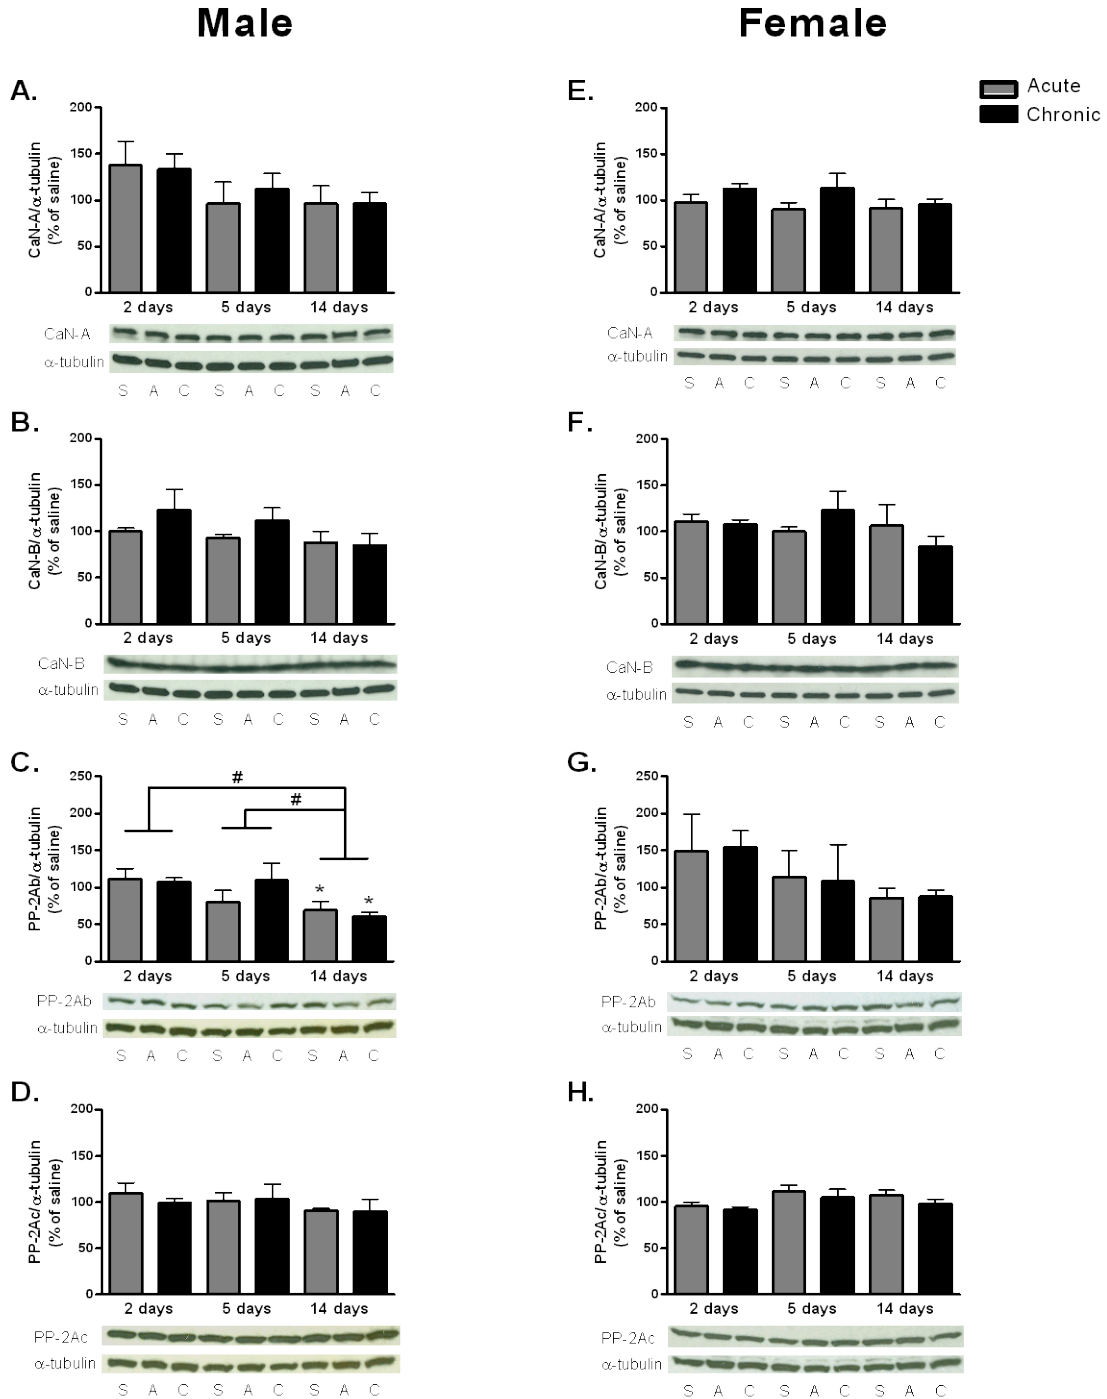 Male
Female
Acute
Chronic
A.
CaN-A/α-tubulin
(% of saline)
200
150
100
50
0
2 days 5 days 14 days
CaN-A
α-tubulin
S A C S A C S A C
E.
CaN-A/α-tubulin
(% of saline)
200
150
100
50
0
2 days 5 days 14 days
CaN-A
α-tubulin
S A C S A C S A C
B.
CaN-B/α-tubulin
(% of saline)
200
150
100
50
0
2 days 5 days 14 days
CaN-B
α-tubulin
S A C S A C S A C
F.
CaN-B/α-tubulin
(% of saline)
200
150
100
50
0
2 days 5 days 14 days
CaN-B
α-tubulin
S A C S A C S A C
C.
PP-2Ab/α-tubulin
(% of saline)
250
200
150
100
50
0
#
#
*
*
2 days 5 days 14 days
PP-2Ab
α-tubulin
S A C S A C S A C
G.
PP-2Ab/α-tubulin
(% of saline)
250
200
150
100
50
0
2 days 5 days 14 days
PP-2Ab
α-tubulin
S A C S A C S A C
D.
PP-2Ac/α-tubulin
(% of saline)
200
150
100
50
0
2 days 5 days 14 days
PP-2Ac
α-tubulin
S A C S A C S A C
H.
PP-2Ac/α-tubulin
(% of saline)
200
150
100
50
0
2 days 5 days 14 days
PP-2Ac
α-tubulin
S A C S A C S A C